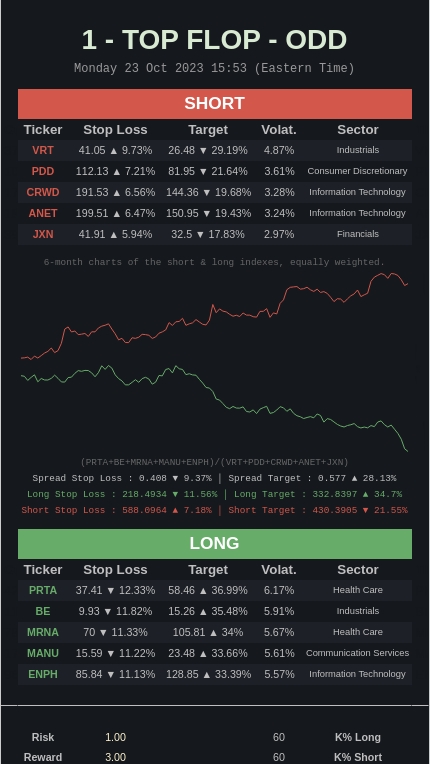 1 - TOP FLOP - ODD
Monday 23 Oct 2023 15:53 (Eastern Time)
SHORT
Ticker Stop Loss Target Volat. Sector
VRT 41.05 ▲ 9.73% 26.48 ▼ 29.19% 4.87% Industrials
PDD 112.13 ▲ 7.21% 81.95 ▼ 21.64% 3.61% Consumer Discretionary
CRWD 191.53 ▲ 6.56% 144.36 ▼ 19.68% 3.28% Information Technology
ANET 199.51 ▲ 6.47% 150.95 ▼ 19.43% 3.24% Information Technology
JXN 41.91 ▲ 5.94% 32.5 ▼ 17.83% 2.97% Financials
6-month charts of the short & long indexes, equally weighted.
(PRTA+BE+MRNA+MANU+ENPH)/(VRT+PDD+CRWD+ANET+JXN)
Spread Stop Loss : 0.408 ▼ 9.37% | Spread Target : 0.577 ▲ 28.13%
Long Stop Loss : 218.4934 ▼ 11.56% | Long Target : 332.8397 ▲ 34.7%
Short Stop Loss : 588.0964 ▲ 7.18% | Short Target : 430.3905 ▼ 21.55%
LONG
Ticker Stop Loss Target Volat. Sector
PRTA 37.41 ▼ 12.33% 58.46 ▲ 36.99% 6.17% Health Care
BE 9.93 ▼ 11.82% 15.26 ▲ 35.48% 5.91% Industrials
MRNA 70 ▼ 11.33% 105.81 ▲ 34% 5.67% Health Care
MANU 15.59 ▼ 11.22% 23.48 ▲ 33.66% 5.61% Communication Services
ENPH 85.84 ▼ 11.13% 128.85 ▲ 33.39% 5.57% Information Technology
Risk 1.00 60 K% Long
Reward 3.00 60 K% Short